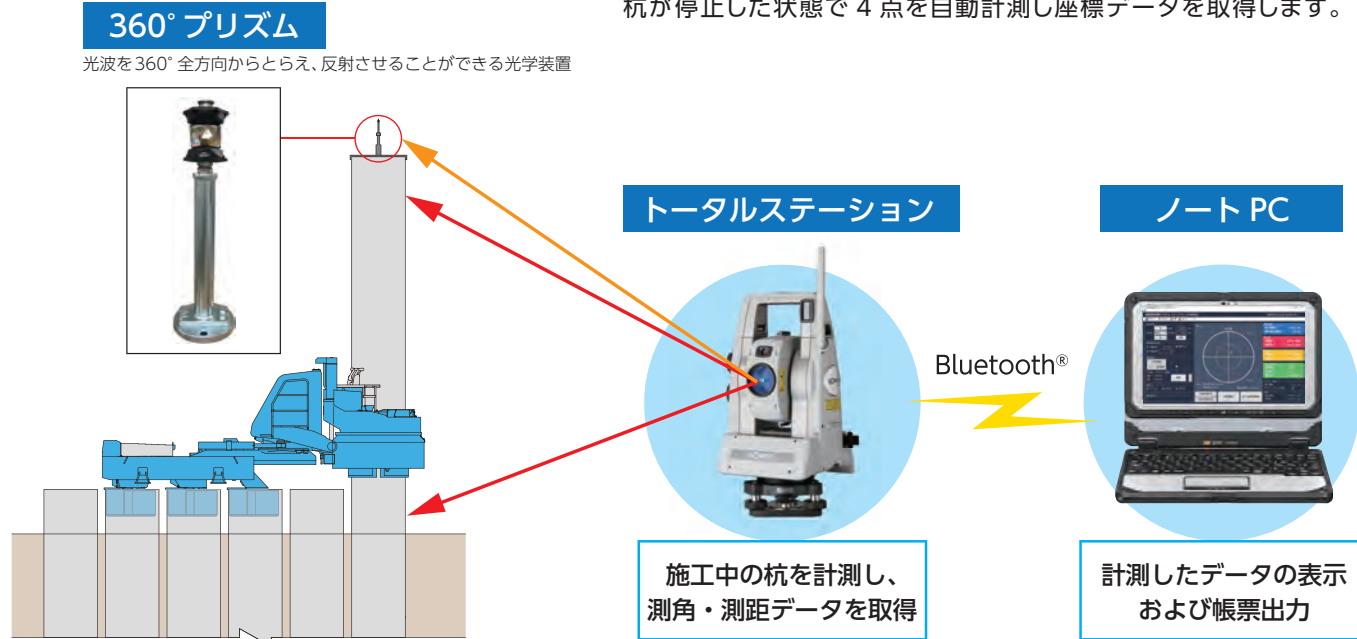 杭が停止した状態で 4 点を自動計測し座標データを取得します。
360°プリズム
光波を360°全方向からとらえ、反射させることができる光学装置
トータルステーション
ノート PC
Bluetooth®
施工中の杭を計測し、
測角・測距データを取得
計測したデータの表示
および帳票出力